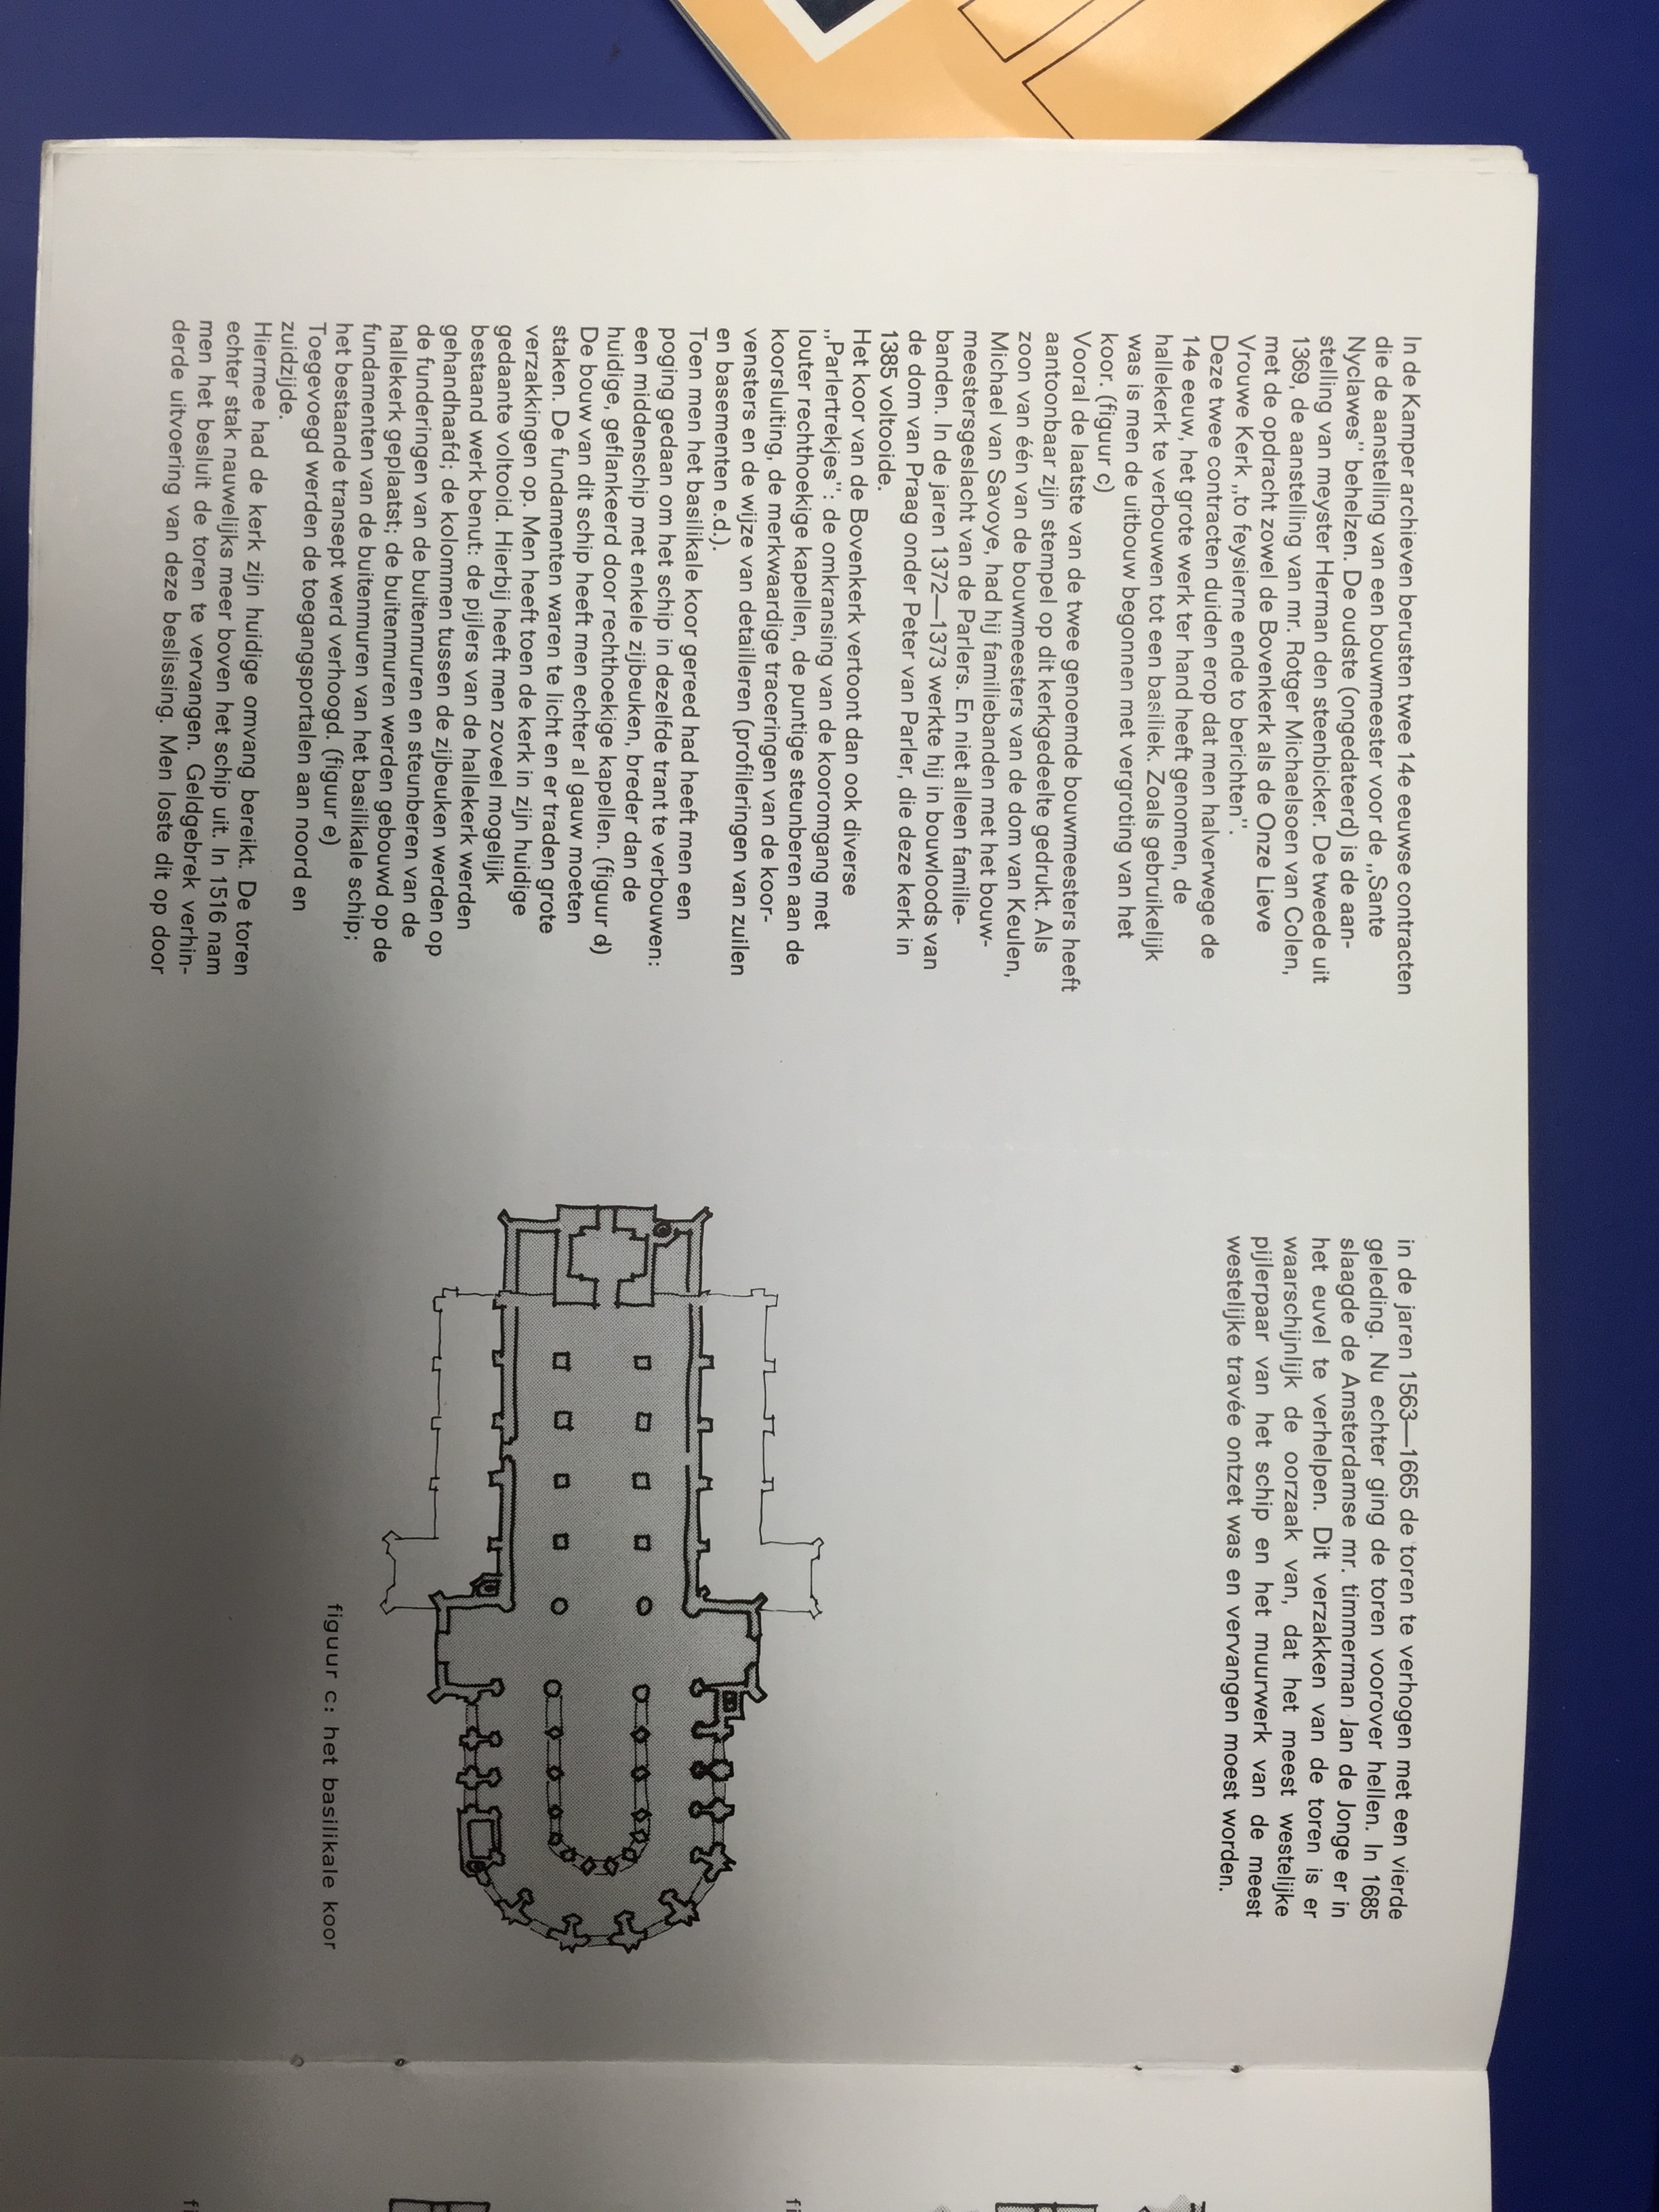 In de Kamper archieven berusten twee 14e eeuwse contracten
die de aanstelling van een bouwmeester voor de „Sante
Nyclawes” behelzen. De oudste (ongedateerd) is de aan-
stelling van meyster Herman den steenbicker. De tweede uit
1369, de aanstelling van mr. Rotger Michaelsoen van Colen,
met de opdracht zowel de Bovenkerk als de Onze Lieve
Vrouwe Kerk „to feysierne ende to berichten”.
Deze twee contracten duiden erop dat men halverwege de
14e eeuw, het grote werk ter hand heeft genomen, de
hallekerk te verbouwen tot een basiliek. Zoals gebruikelijk
was is men de uitbouw begonnen met vergroting van het
koor. (figuur c)
Vooral de laatste van de twee genoemde bouwmeesters heeft
aantoonbaar zijn stempel op dit kerkgedeelte gedrukt. Als
zoon van één van de bouwmeesters van de dom van Keulen,
Michael van Savoye, had hij familiebanden met het bouw-
meestersgeslacht van de Parlers. En niet alleen familie-
banden. In de jaren 1372—1373 werkte hij in bouwloods van
de dom van Praag onder Peter van Parler, die deze kerk in
1385 voltooide.
Het koor van de Bovenkerk vertoont dan ook diverse
„Parlertrekjes”: de omkransing van de kooromgang met
louter rechthoekige kapellen, de puntige steunberen aan de
koorsluiting, de merkwaardige traceringen van de koor-
vensters en de wijze van detailleren (profileringen van zuilen
en basementen e.d.).
Toen men het basilikale koor gereed had heeft men een
poging gedaan om het schip in dezelfde trant te verbouwen:
een middenschip met enkele zijbeuken, breder dan de
huidige, geflankeerd door rechthoekige kapellen. (figuur d)
De bouw van dit schip heeft men echter al gauw moeten
staken. De fundamenten waren te licht en er traden grote
verzakkingen op. Men heeft toen de kerk in zijn huidige
gedaante voltooid. Hierbij heeft men zoveel mogelijk
bestaand werk benut: de pijlers van de hallekerk werden
gehandhaafd; de kolommen tussen de zijbeuken werden op
de funderingen van de buitenmuren en steunberen van de
hallekerk geplaatst; de buitenmuren werden gebouwd op de
fundamenten van de buitenmuren van het basilikale schip;
het bestaande transept werd verhoogd. (figuur e)
Toegevoegd werden de toegangsportalen aan noord en
zuidzijde.
Hiermee had de kerk zijn huidige omvang bereikt. De toren
echter stak nauwelijks meer boven het schip uit. In 1516 nam
men het besluit de toren te vervangen. Geldgebrek verhin-
derde uitvoering van deze beslissing. Men loste dit op door
in de jaren 1563—1665 de toren te verhogen met een vierde
geleding. Nu echter ging de toren voorover hellen. In 1685
slaagde de Amsterdamse mr. timmerman Jan de Jonge er in
het euvel te verhelpen. Dit verzakken van de toren is er
waarschijnlijk de oorzaak van, dat het meest westelijke
pijlerpaar van het schip en het muurwerk van de meest
westelijke travée ontzet was en vervangen moest worden.
figuur c: het basilikale koor
fi
fi